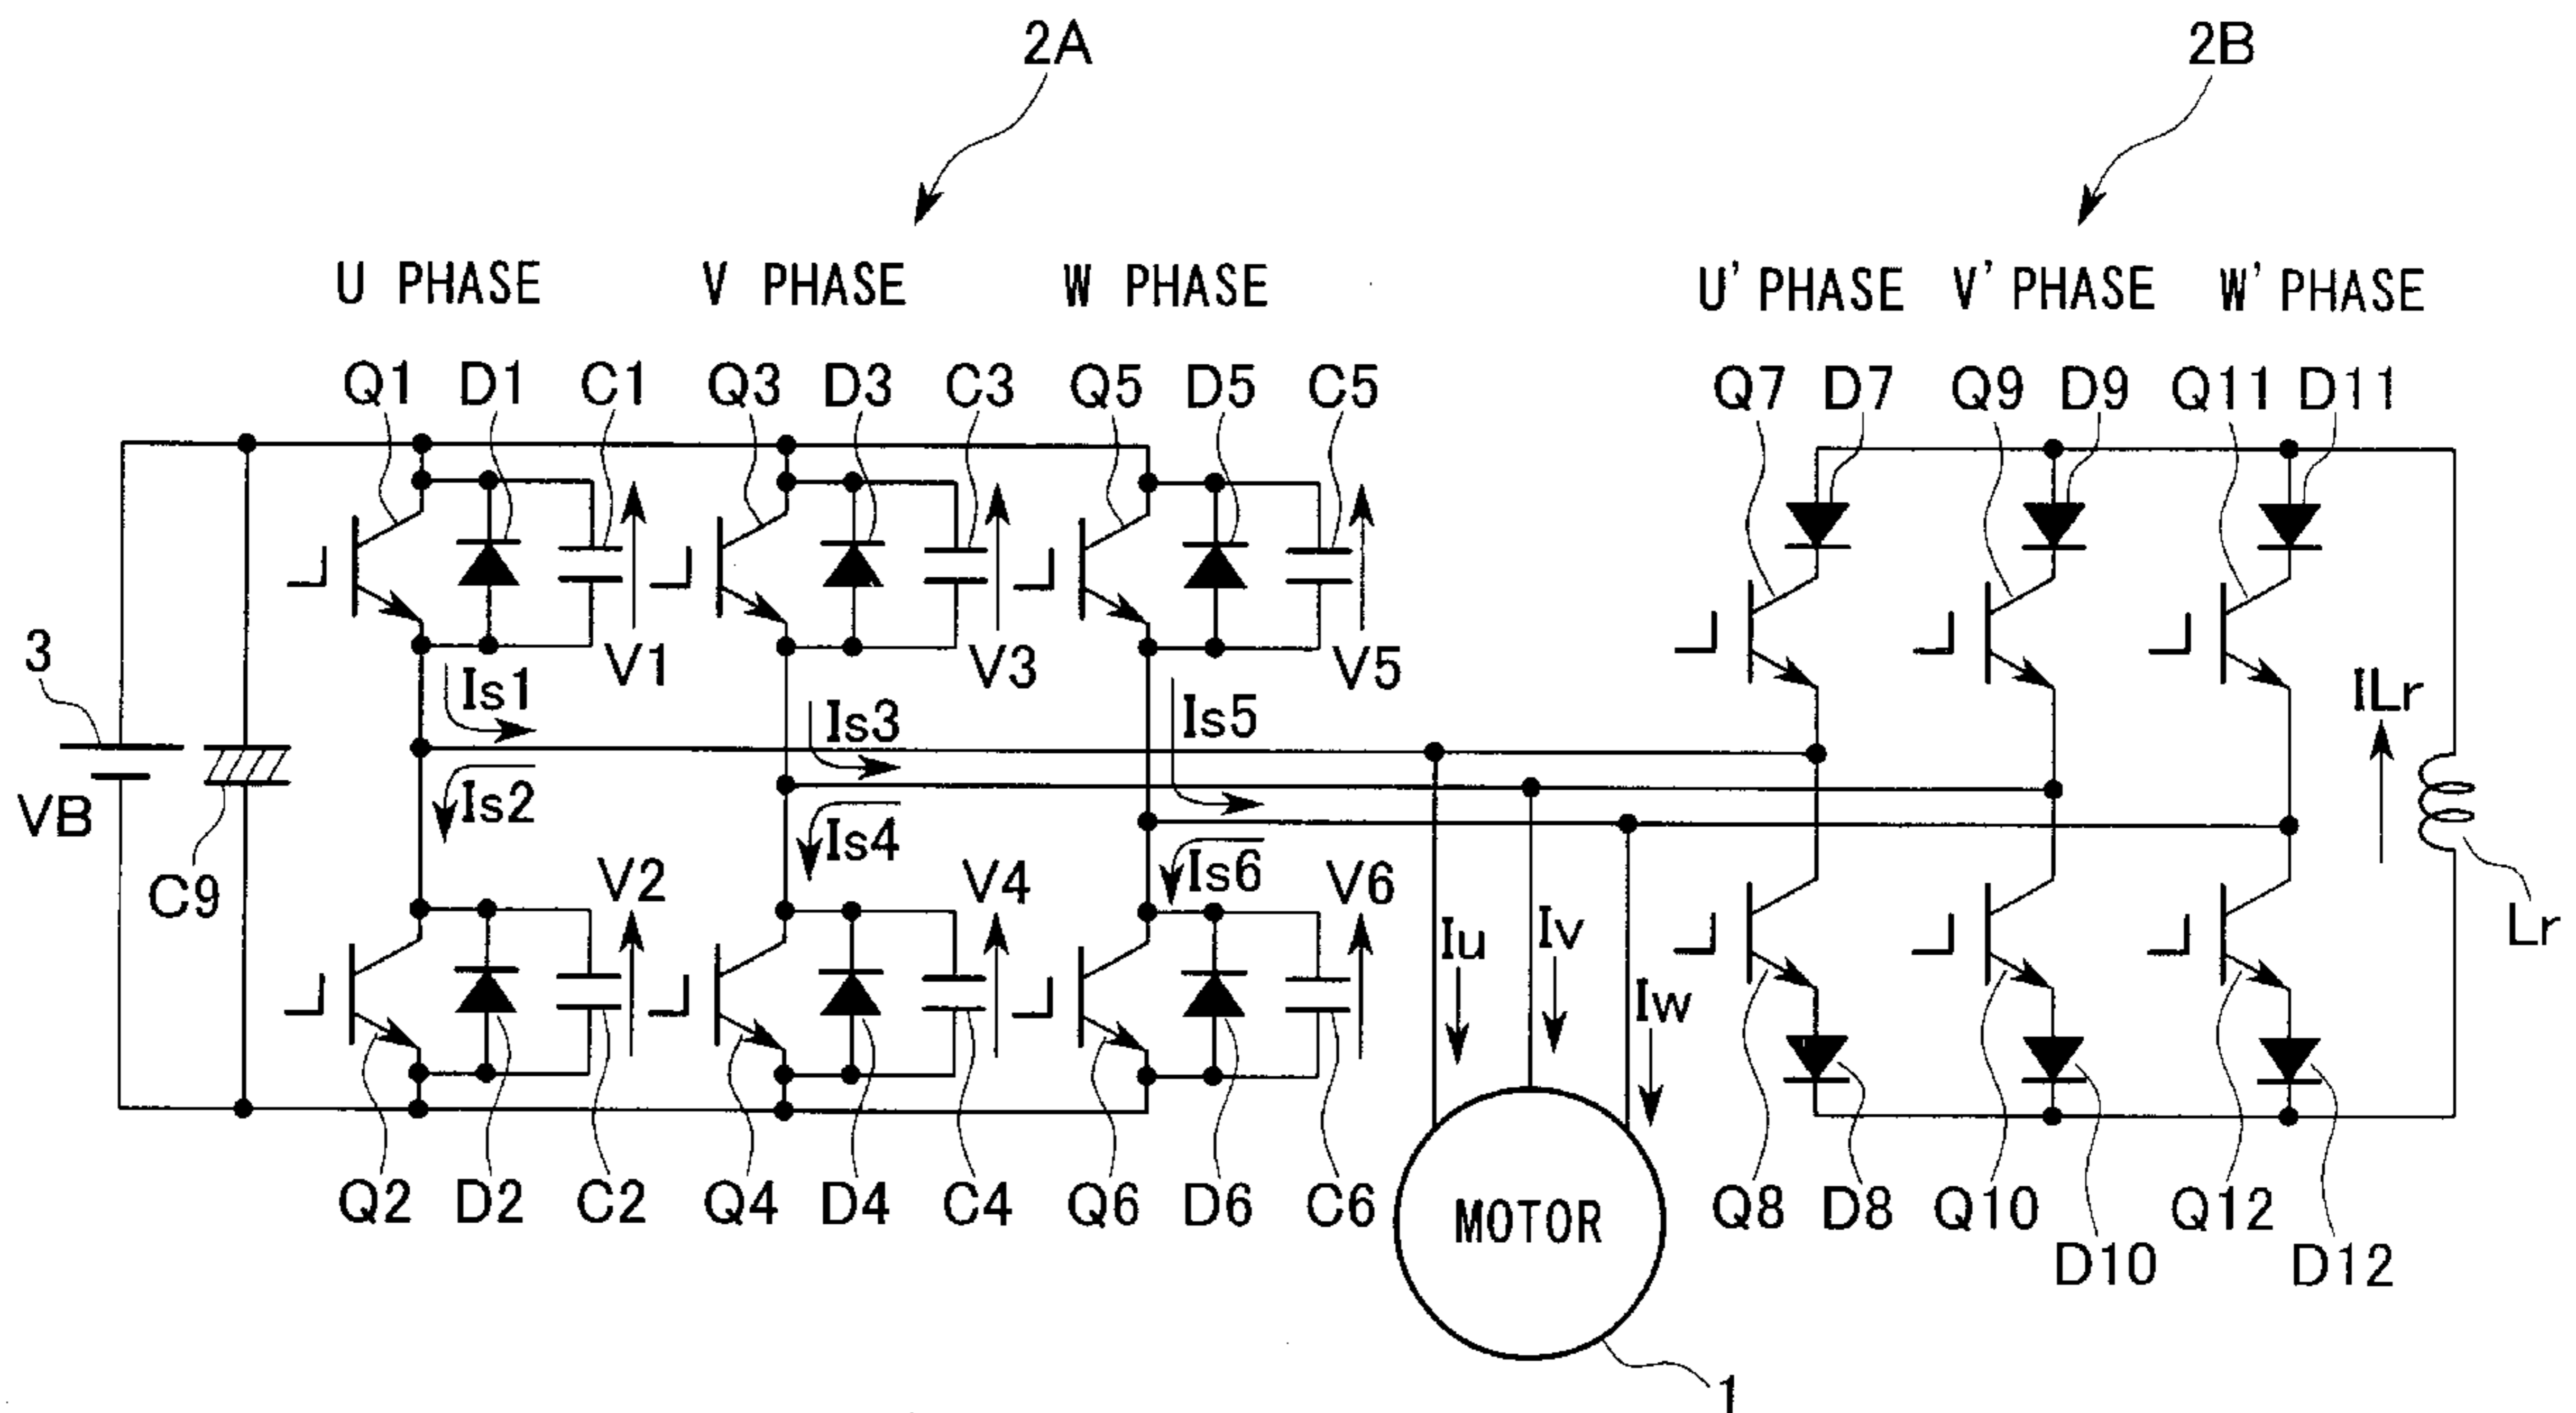 2A 2B
U PHASE V PHASE W PHASE U' PHASE V' PHASE W' PHASE
Q1 D1 C1 Q3 D3 C3 Q5 D5 C5 Q7 D7 Q9 D9 Q11 D11
3 V1 V3 V5
Is1 Is3 Is5 ILr
VB Is2 Is4 Is6
C9 V2 V4 V6 Iu Iv Iw Lr
Q2 D2 C2 Q4 D4 C4 Q6 D6 C6 MOTOR Q8 D8 Q10 D10 Q12 D12
1